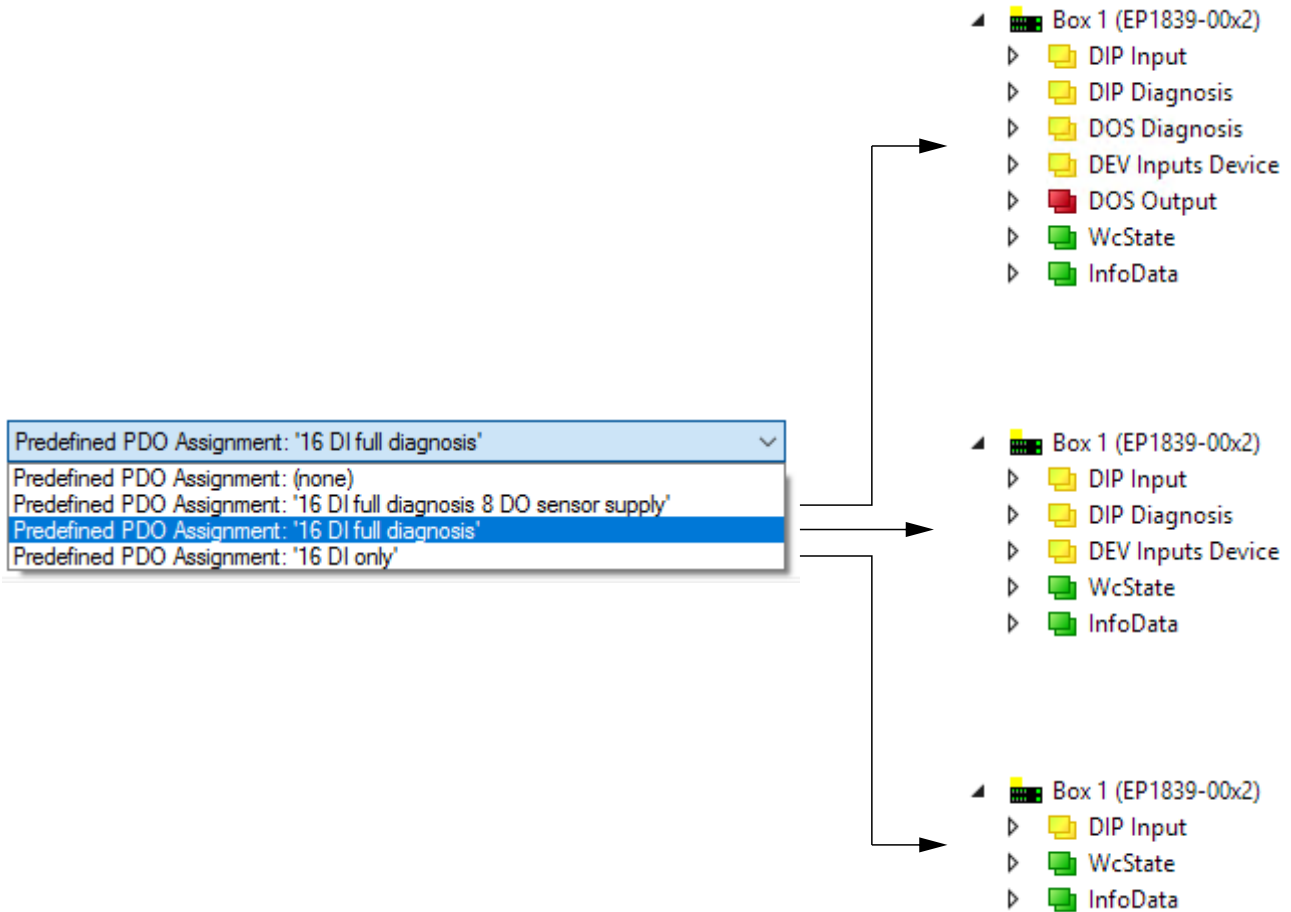 Predefined PDO Assignment: '16 DI full diagnosis'
Predefined PDO Assignment: (none)
Predefined PDO Assignment: '16 DI full diagnosis 8 DO sensor supply'
Predefined PDO Assignment: '16 DI full diagnosis'
Predefined PDO Assignment: '16 DI only'
Box 1 (EP1839-00x2)
DIP Input
DIP Diagnosis
DOS Diagnosis
DEV Inputs Device
DOS Output
WcState
InfoData
Box 1 (EP1839-00x2)
DIP Input
DIP Diagnosis
DEV Inputs Device
WcState
InfoData
Box 1 (EP1839-00x2)
DIP Input
WcState
InfoData